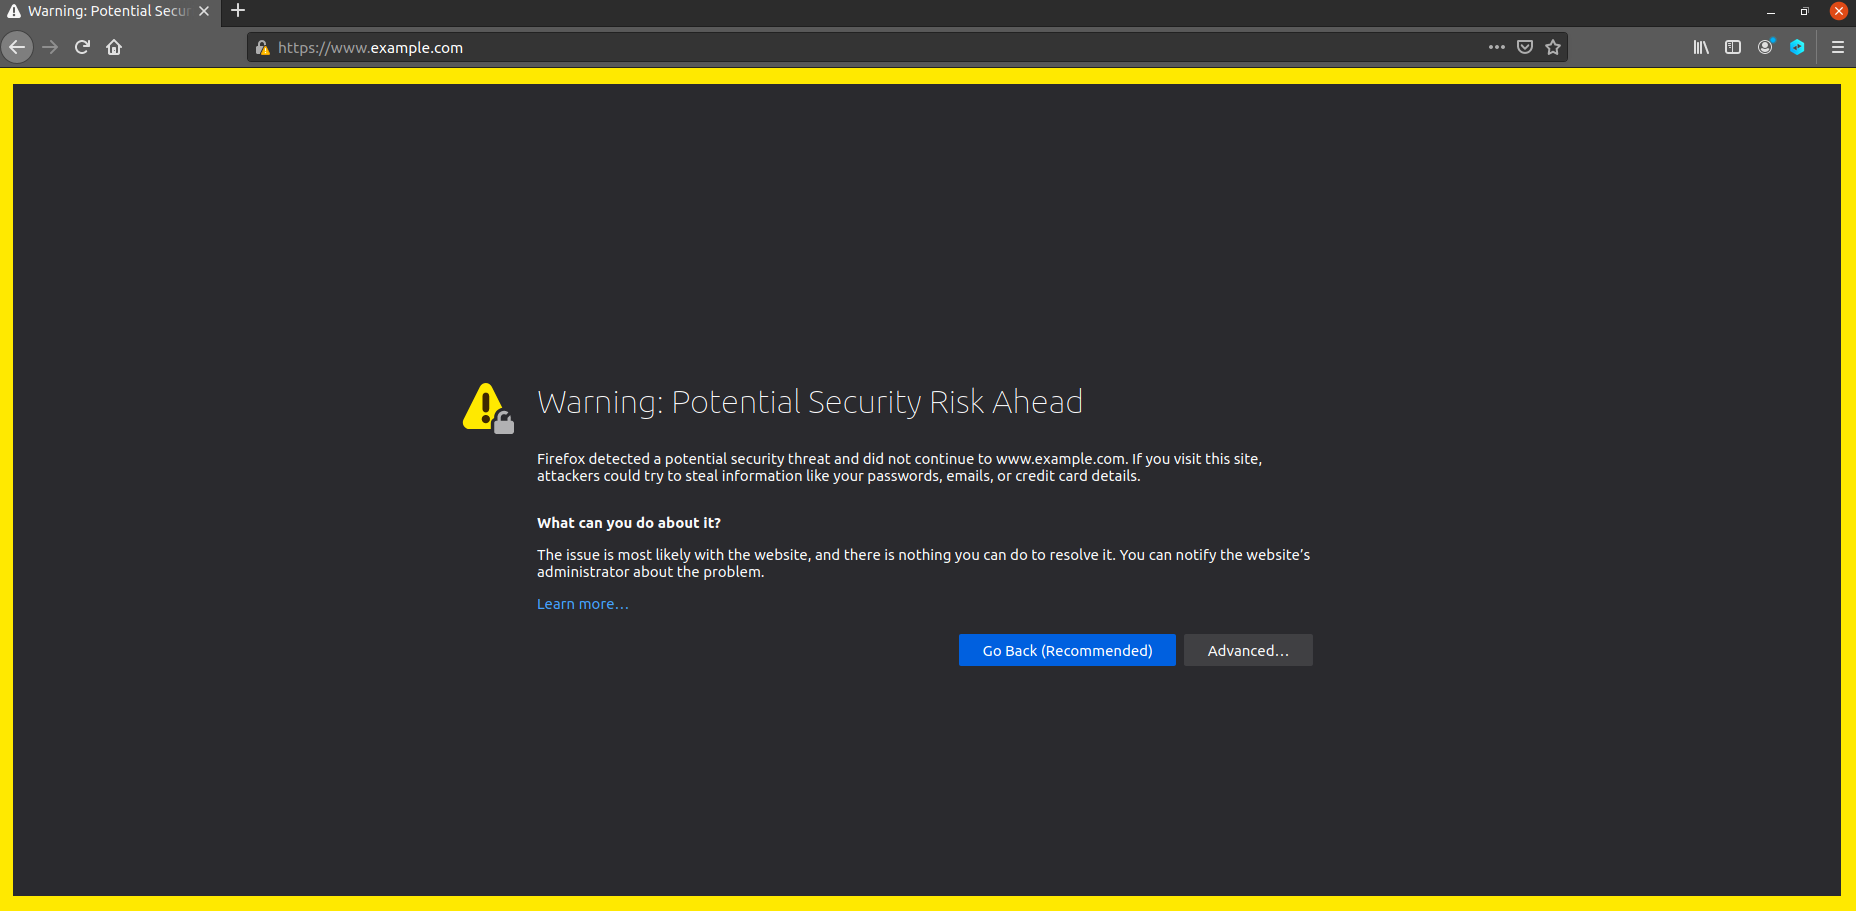 Warning: Potential Secur
https://www.example.com
Warning: Potential Security Risk Ahead
Firefox detected a potential security threat and did not continue to www.example.com. If you visit this site,
attackers could try to steal information like your passwords, emails, or credit card details.
What can you do about it?
The issue is most likely with the website, and there is nothing you can do to resolve it. You can notify the website’s
administrator about the problem.
Learn more…
Go Back (Recommended) Advanced…